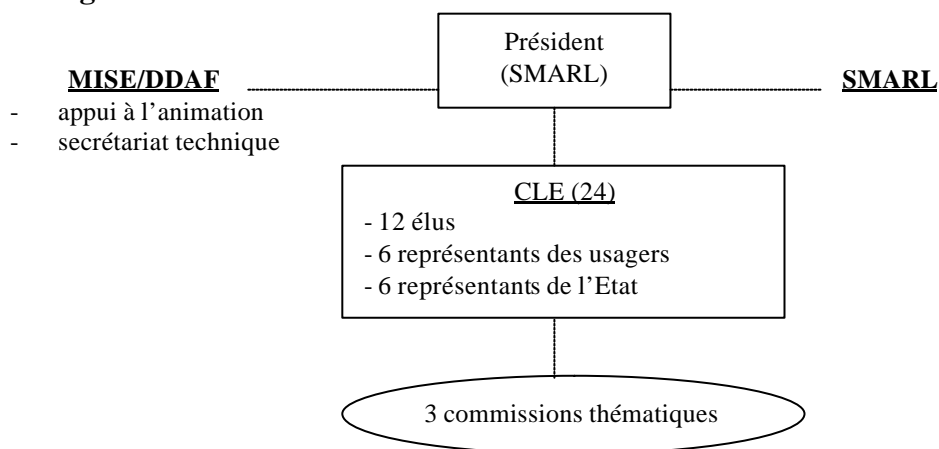 Président
(SMARL)
MISE/DDAF
- appui à l'animation
- secrétariat technique
SMARL
CLE (24)
- 12 élus
- 6 représentants des usagers
- 6 représentants de l'Etat
3 commissions thématiques